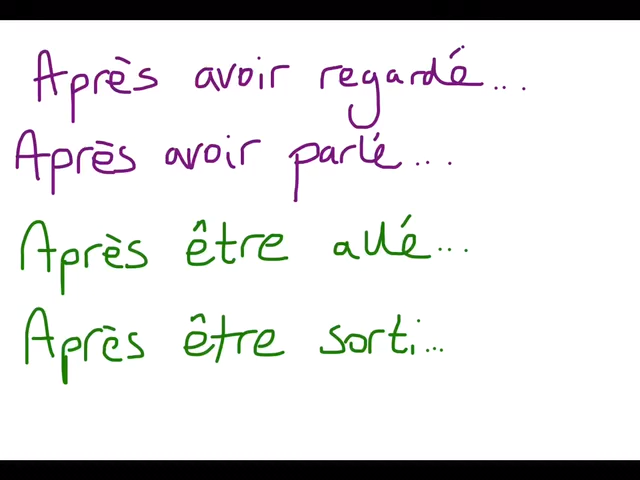 Après avoir regardé...
Après avoir parlé...
Après être allé...
Après être sorti...